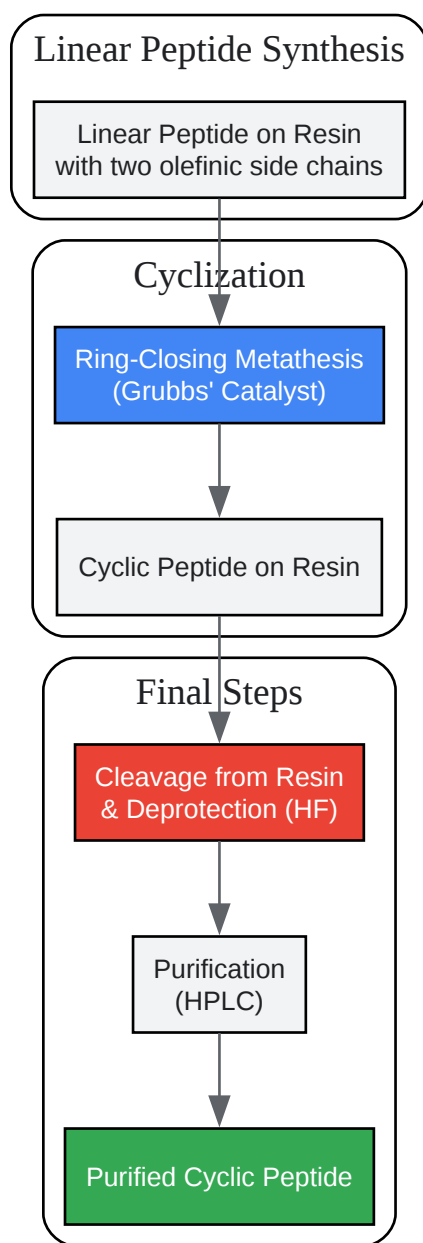 Linear Peptide Synthesis
Linear Peptide on Resin
with two olefinic side chains
Cyclization
Ring-Closing Metathesis
(Grubbs' Catalyst)
Cyclic Peptide on Resin
Final Steps
Cleavage from Resin
& Deprotection (HF)
Purification
(HPLC)
Purified Cyclic Peptide